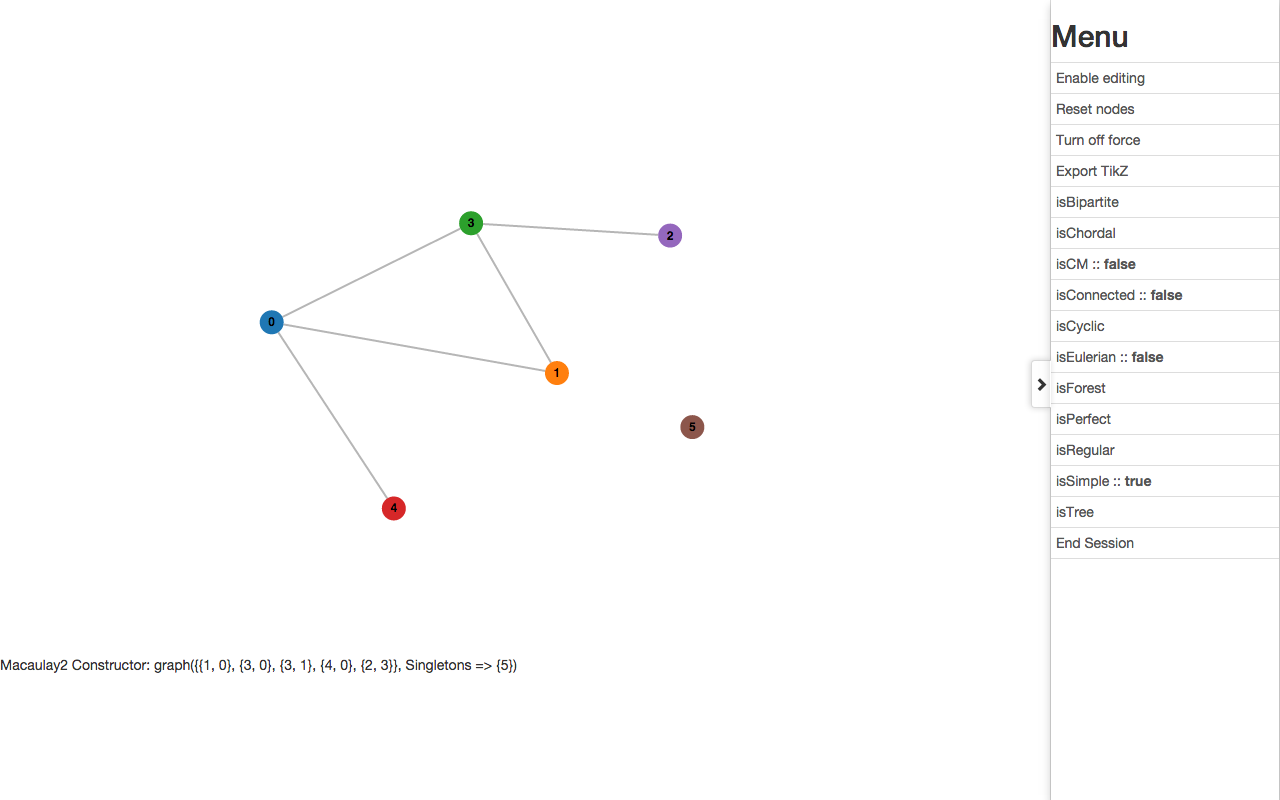 Menu
Enable editing
Reset nodes
Turn off force
Export TikZ
isBipartite
isChordal
isCM :: false
isConnected :: false
isCyclic
isEulerian :: false
isForest
isPerfect
isRegular
isSimple :: true
isTree
End Session
3
2
0
1
5
4
Macaulay2 Constructor: graph({{1, 0}, {3, 0}, {3, 1}, {4, 0}, {2, 3}}, Singletons => {5})